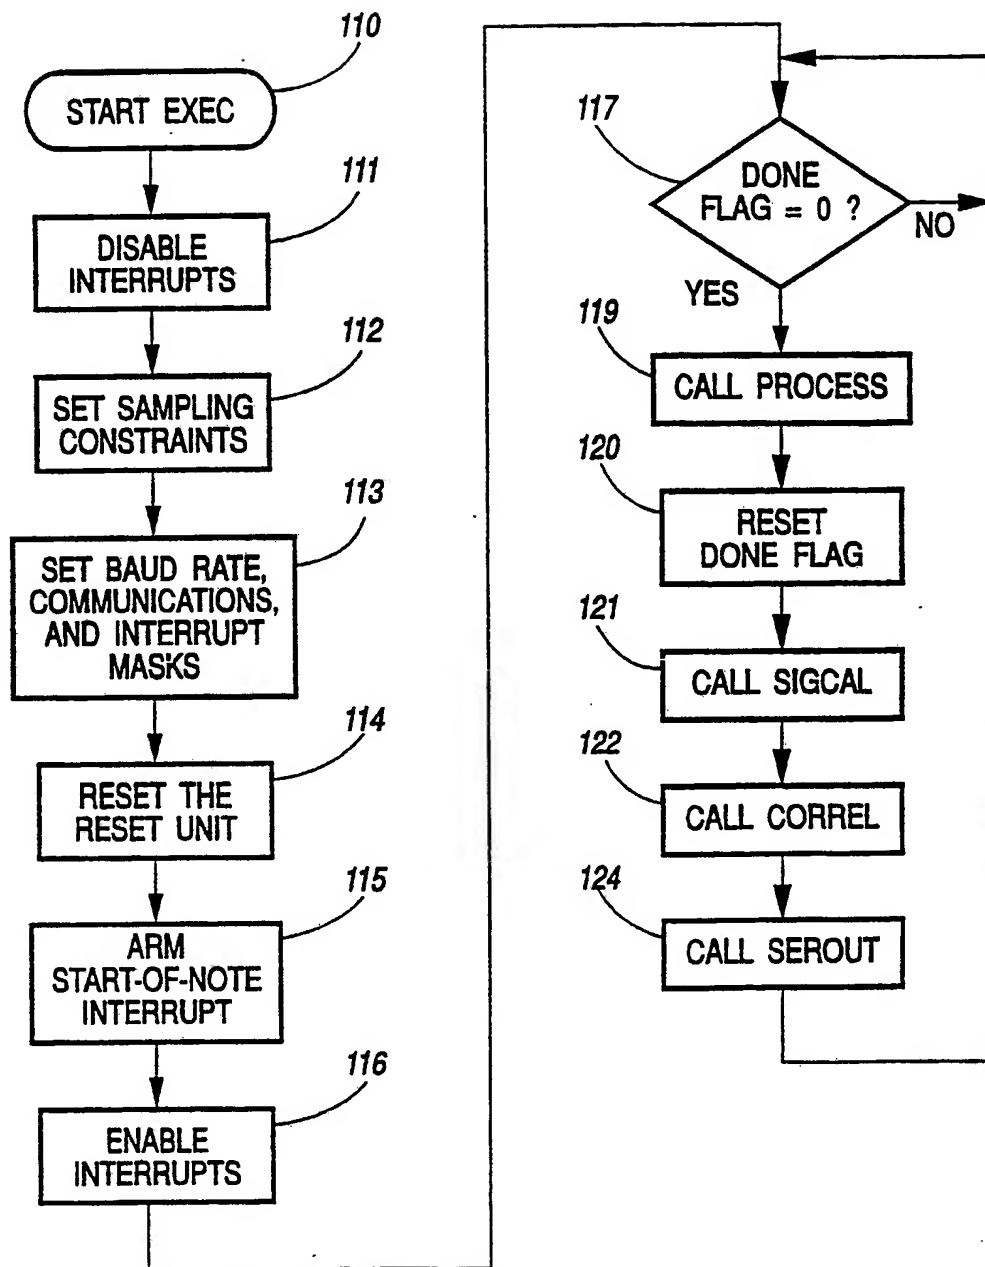 110
START EXEC
111
DISABLE
INTERRUPTS
112
SET SAMPLING
CONSTRAINTS
113
SET BAUD RATE,
COMMUNICATIONS,
AND INTERRUPT
MASKS
114
RESET THE
RESET UNIT
115
ARM
START-OF-NOTE
INTERRUPT
116
ENABLE
INTERRUPTS
117
DONE
FLAG = 0 ?
NO
YES
119
CALL PROCESS
120
RESET
DONE FLAG
121
CALL SIGCAL
122
CALL CORREL
124
CALL SEROUT